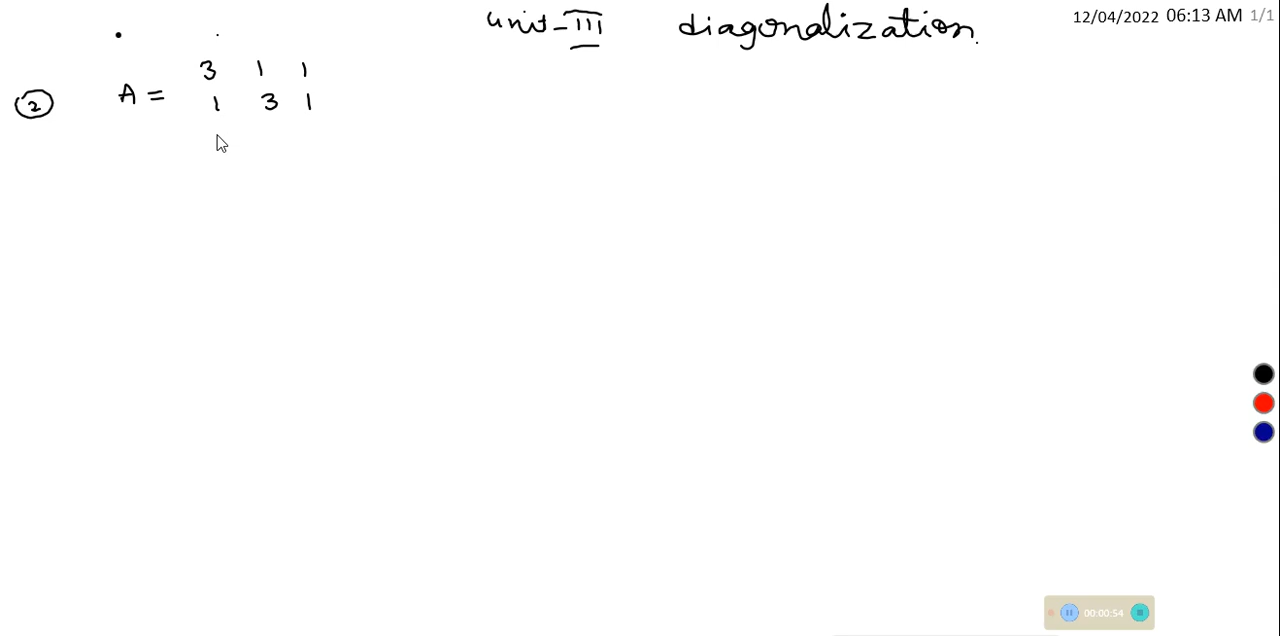 unit-III diagonalization.
12/04/2022 06:13 AM 1/1
3 1 1
② A = 1 3 1
00:00:54